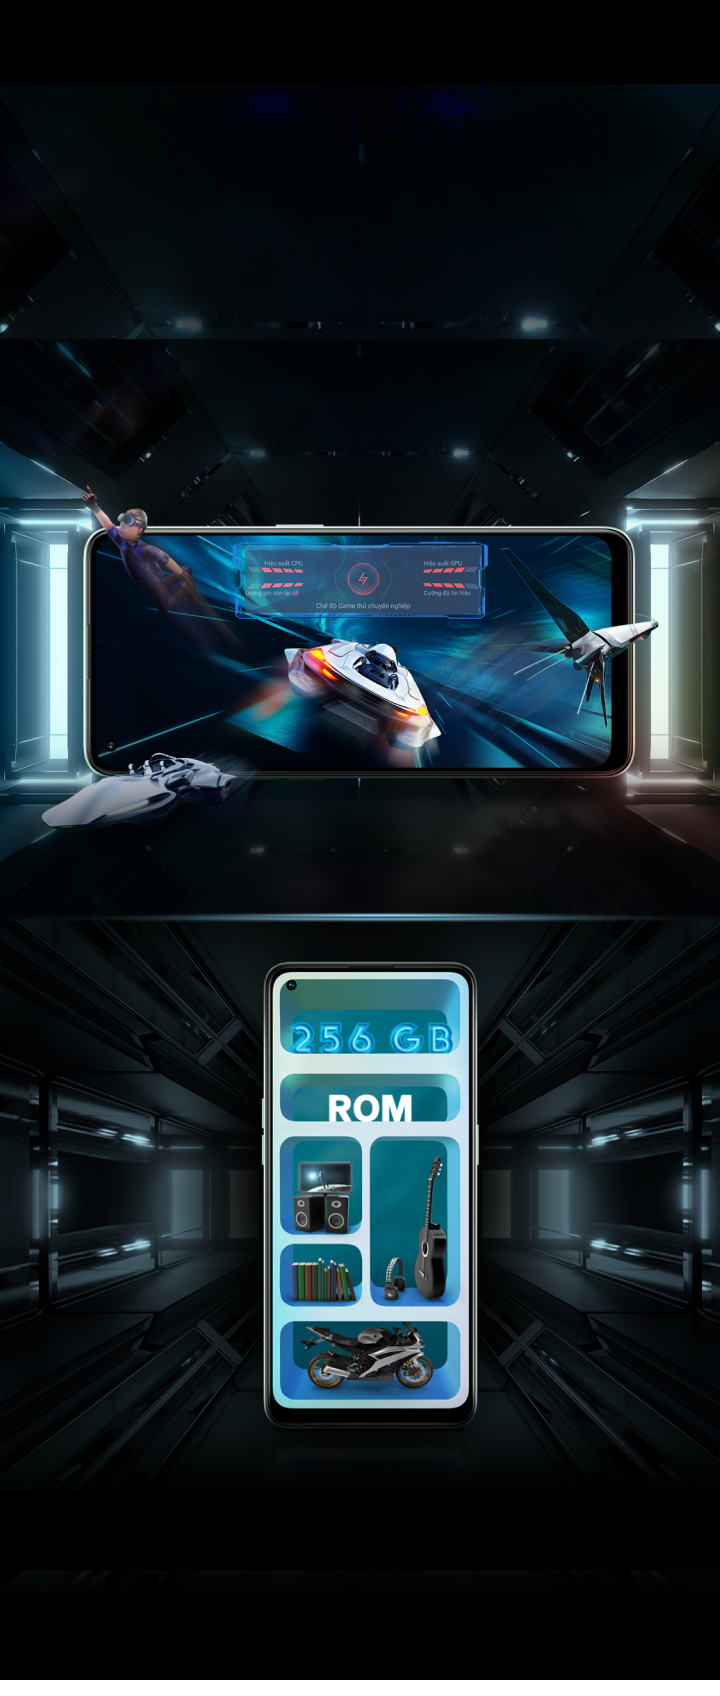 Hiệu suất CPU
Hiệu suất GPU
Lượng pin còn lại 68
Cường độ tín hiệu
Chế độ Game thủ chuyên nghiệp
256 GB
ROM